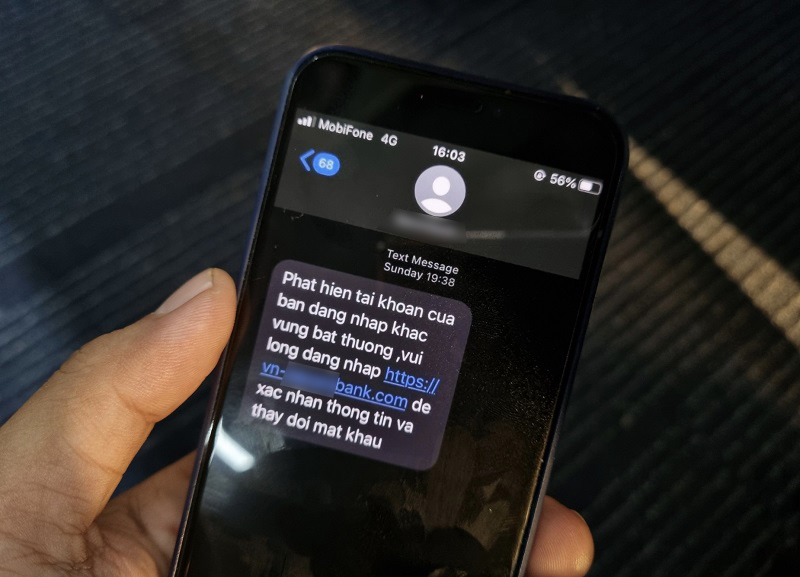 MobiFone 4G
16:03
56%
68
Text Message
Sunday 19:38
Phat hien tai khoan cua
ban dang nhap khac
vung bat thuong ,vui
long dang nhap https://
vn- bank.com de
xac nhan thong tin va
thay doi mat khau